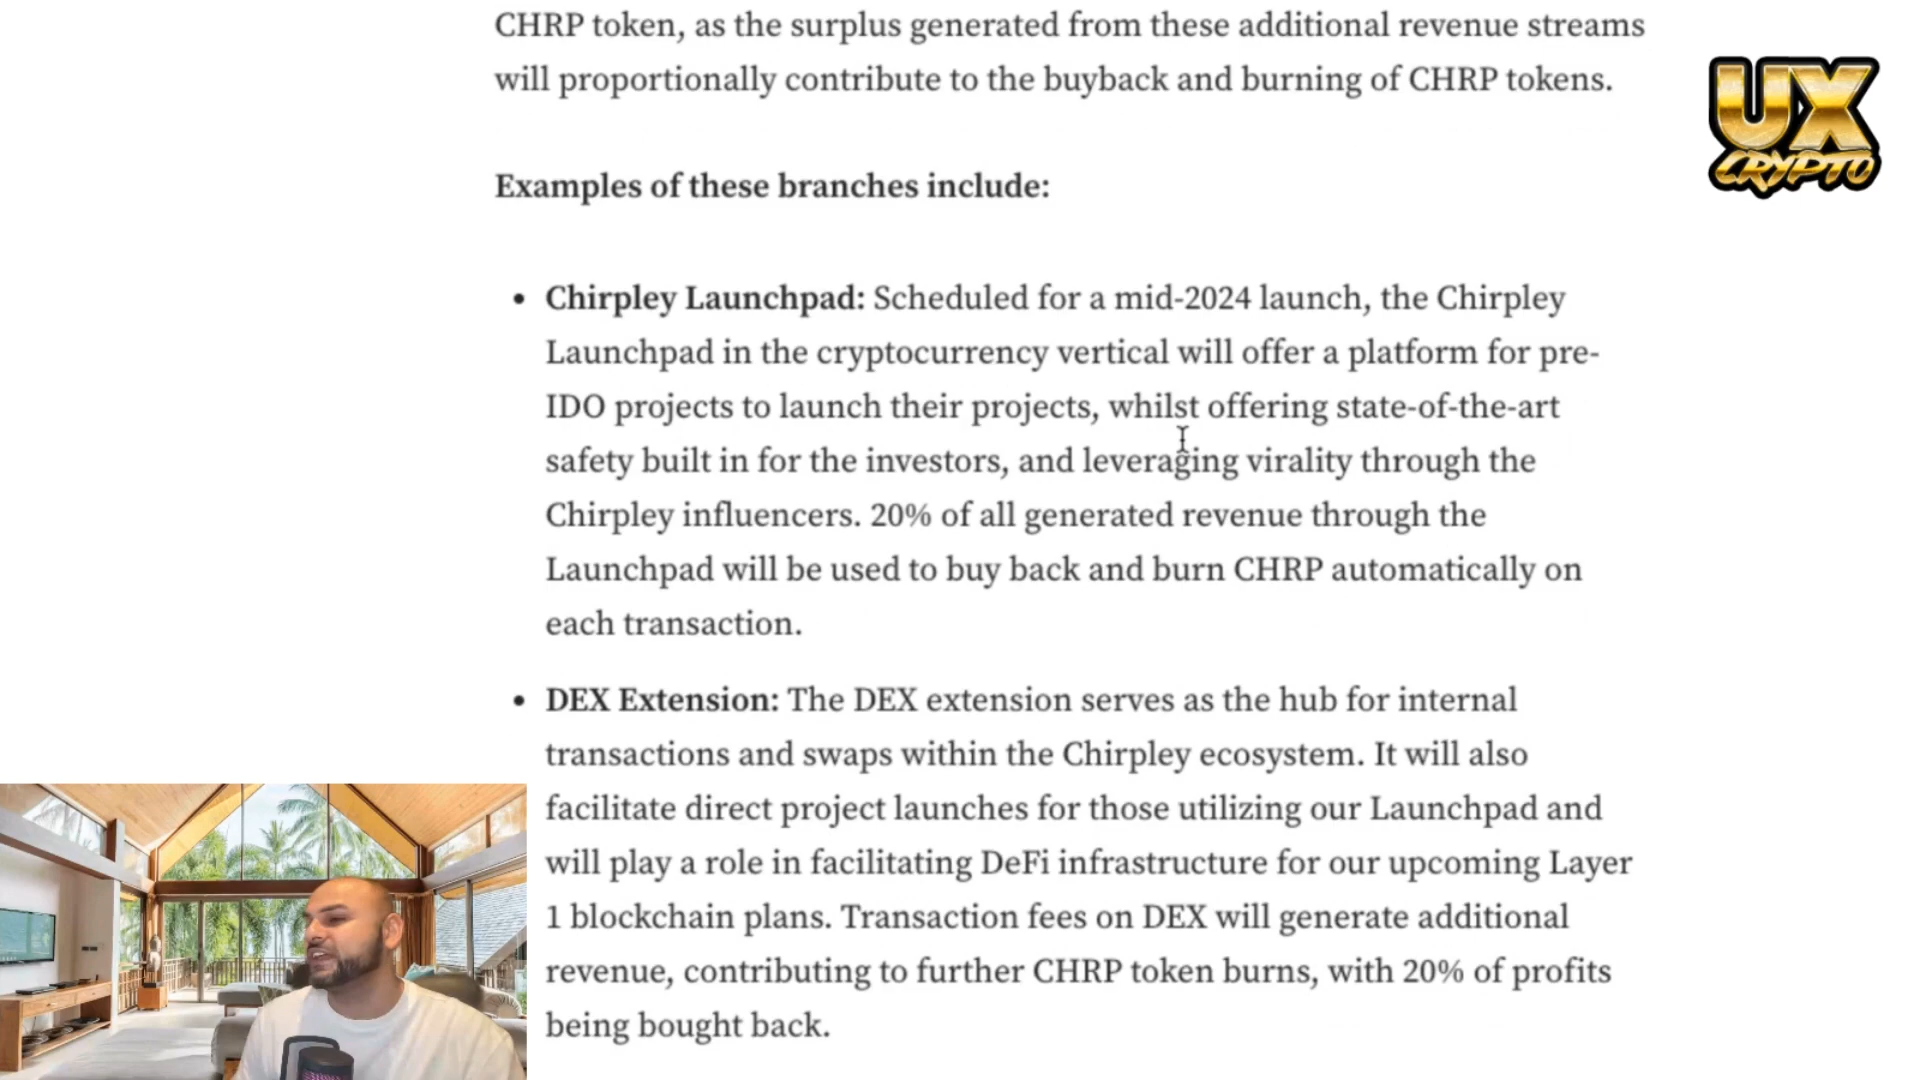 CHRP token, as the surplus generated from these additional revenue streams
will proportionally contribute to the buyback and burning of CHRP tokens.
UX
CRYPTO
Examples of these branches include:
• Chirpley Launchpad: Scheduled for a mid-2024 launch, the Chirpley
Launchpad in the cryptocurrency vertical will offer a platform for pre-
IDO projects to launch their projects, whilst offering state-of-the-art
safety built in for the investors, and leveraging virality through the
Chirpley influencers. 20% of all generated revenue through the
Launchpad will be used to buy back and burn CHRP automatically on
each transaction.
• DEX Extension: The DEX extension serves as the hub for internal
transactions and swaps within the Chirpley ecosystem. It will also
facilitate direct project launches for those utilizing our Launchpad and
will play a role in facilitating DeFi infrastructure for our upcoming Layer
1 blockchain plans. Transaction fees on DEX will generate additional
revenue, contributing to further CHRP token burns, with 20% of profits
being bought back.